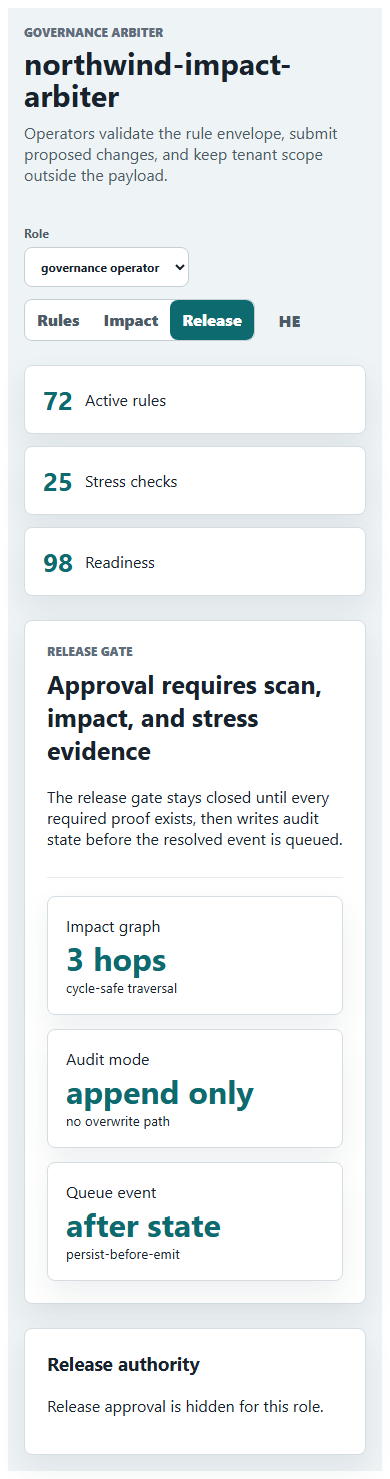 GOVERNANCE ARBITER
northwind-impact-
arbiter
Operators validate the rule envelope, submit
proposed changes, and keep tenant scope
outside the payload.
Role
governance operator
Rules Impact Release HE
72 Active rules
25 Stress checks
98 Readiness
RELEASE GATE
Approval requires scan,
impact, and stress
evidence
The release gate stays closed until every
required proof exists, then writes audit
state before the resolved event is queued.
Impact graph
3 hops
cycle-safe traversal
Audit mode
append only
no overwrite path
Queue event
after state
persist-before-emit
Release authority
Release approval is hidden for this role.